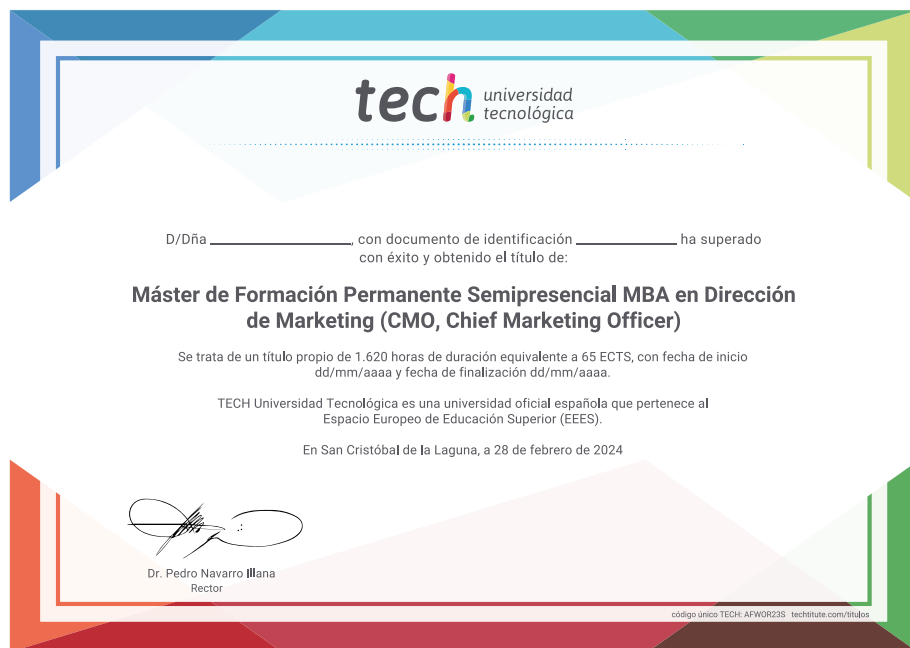 tech universidad
tecnológica
D/Dña ________________, con documento de identificación ____________ ha superado
con éxito y obtenido el título de:
Máster de Formación Permanente Semipresencial MBA en Dirección
de Marketing (CMO, Chief Marketing Officer)
Se trata de un título propio de 1.620 horas de duración equivalente a 65 ECTS, con fecha de inicio
dd/mm/aaaa y fecha de finalización dd/mm/aaaa.
TECH Universidad Tecnológica es una universidad oficial española que pertenece al
Espacio Europeo de Educación Superior (EEES).
En San Cristóbal de la Laguna, a 28 de febrero de 2024
Dr. Pedro Navarro Illana
Rector
código único TECH: AFWOR23S techtitute.com/titulos